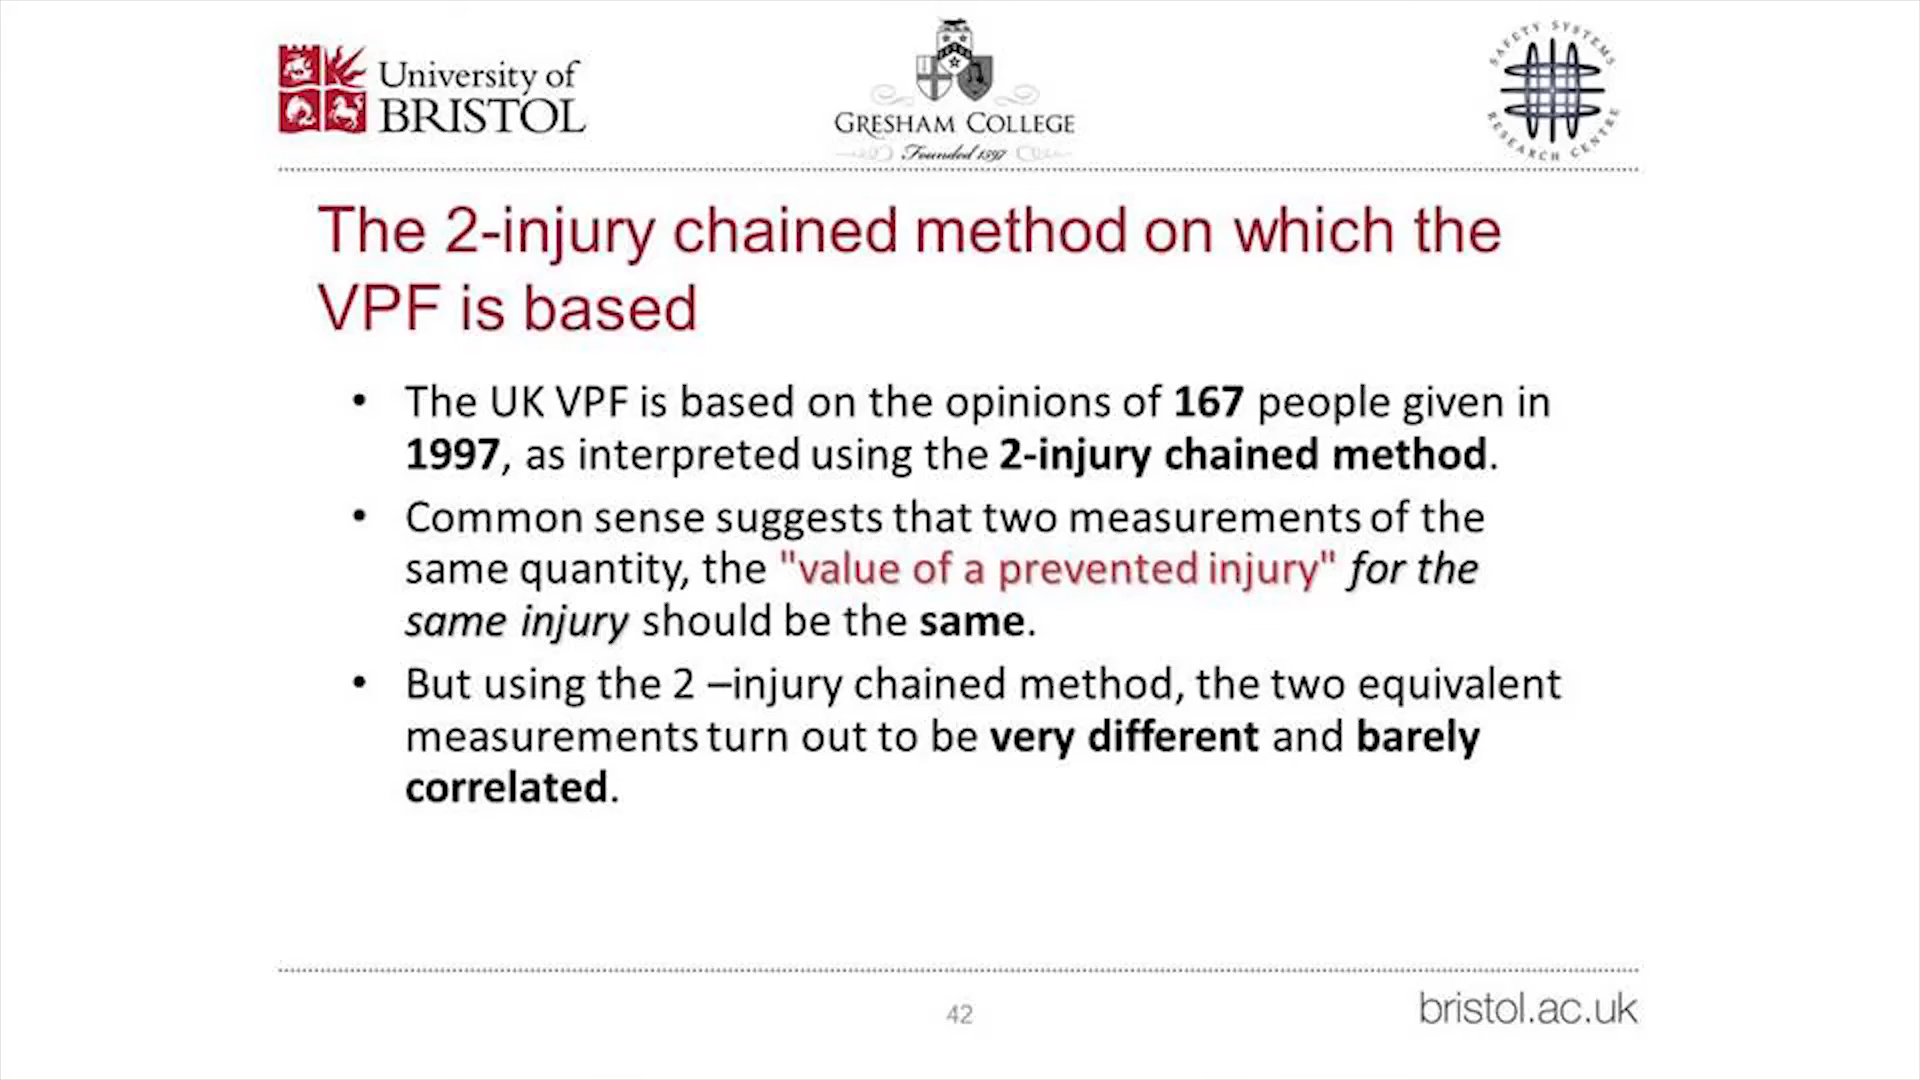 University of
BRISTOL
GRESHAM COLLEGE
Founded 1597
SAFETY SYSTEMS
RESEARCH CENTRE
The 2-injury chained method on which the
VPF is based
• The UK VPF is based on the opinions of 167 people given in
1997, as interpreted using the 2-injury chained method.
• Common sense suggests that two measurements of the
same quantity, the "value of a prevented injury" for the
same injury should be the same.
• But using the 2 –injury chained method, the two equivalent
measurements turn out to be very different and barely
correlated.
42
bristol.ac.uk